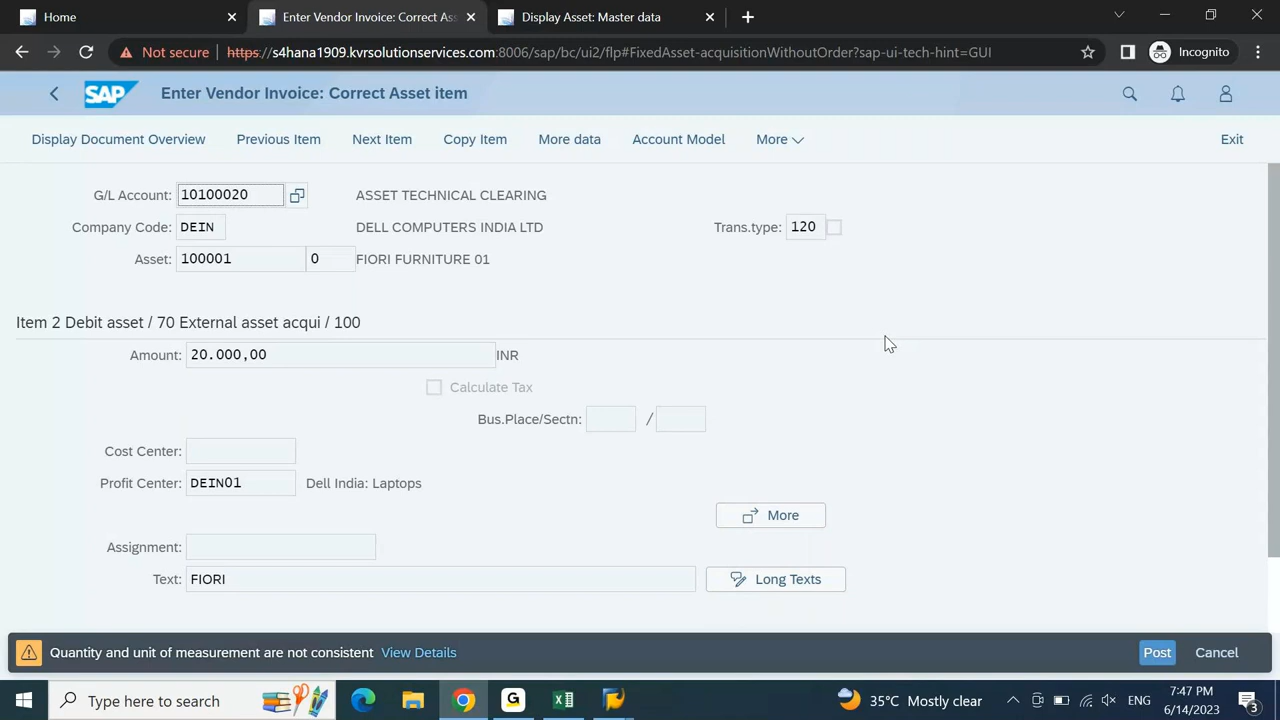 Home
Enter Vendor Invoice: Correct Ass
Display Asset: Master data
Not secure https://s4hana1909.kvrsolutionservices.com:8006/sap/bc/ui2/flp#FixedAsset-acquisitionWithoutOrder?sap-ui-tech-hint=GUI Incognito
SAP Enter Vendor Invoice: Correct Asset item
Display Document Overview Previous Item Next Item Copy Item More data Account Model More Exit
G/L Account: 10100020 ASSET TECHNICAL CLEARING
Company Code: DEIN DELL COMPUTERS INDIA LTD Trans.type: 120
Asset: 100001 0 FIORI FURNITURE 01
Item 2 Debit asset / 70 External asset acqui / 100
Amount: 20.000,00 INR
Calculate Tax
Bus.Place/Sectn: /
Cost Center:
Profit Center: DEIN01 Dell India: Laptops
More
Assignment:
Text: FIORI Long Texts
Quantity and unit of measurement are not consistent View Details Post Cancel
Type here to search 35°C Mostly clear ENG 7:47 PM
6/14/2023 3